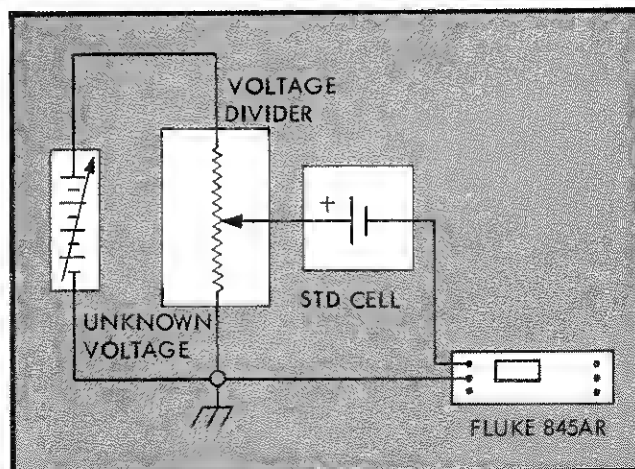 VOLTAGE
DIVIDER
+
STD CELL
UNKNOWN
VOLTAGE
FLUKE 845AR